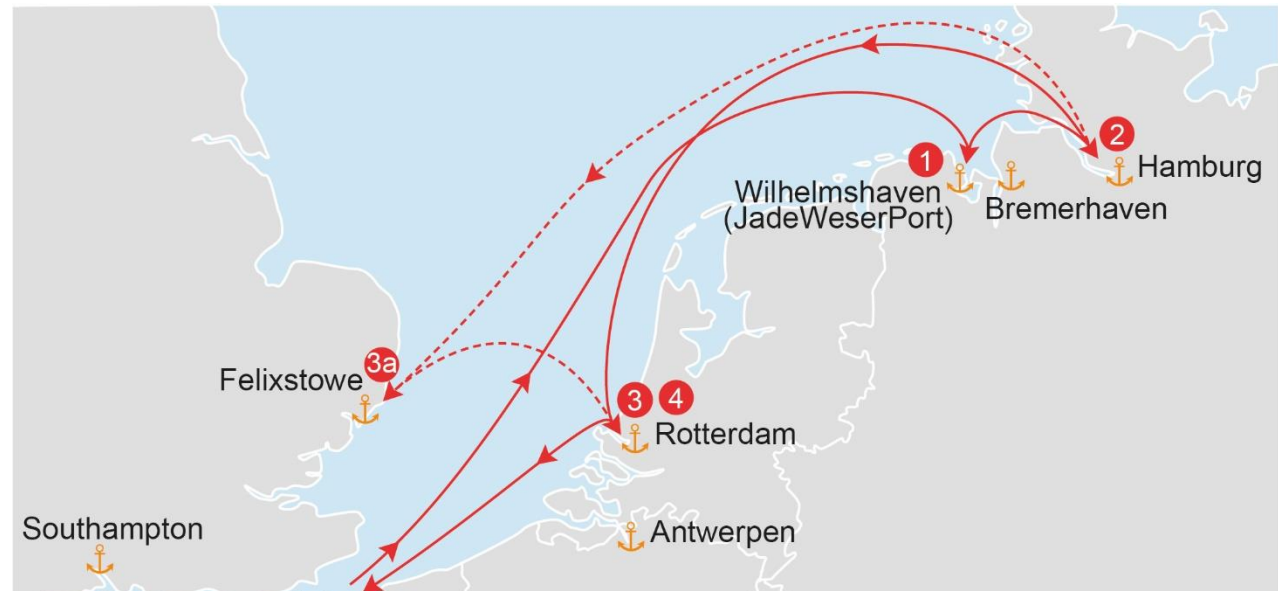 2
1
Hamburg
Wilhelmshaven
(JadeWeserPort)
Bremerhaven
3a
Felixstowe
3 4
Rotterdam
Southampton
Antwerpen